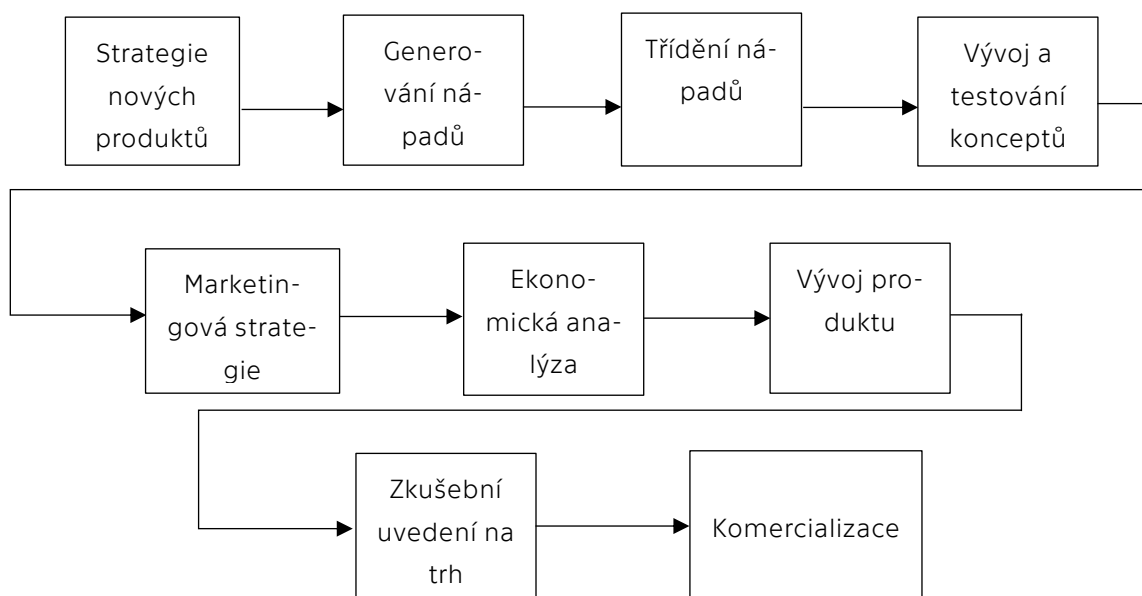 Strategie
nových
produktů
Genero-
vání ná-
padů
Třídění ná-
padů
Vývoj a
testování
konceptů
Marketin-
gová strate-
gie
Ekono-
mická ana-
lýza
Vývoj pro-
duktu
Zkušební
uvedení na
trh
Komercializace